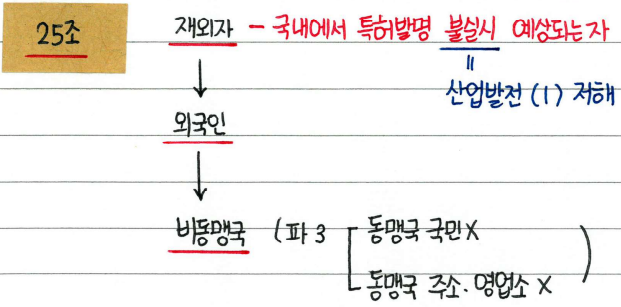 25조 재외자 - 국내에서 특허발명 불실시 예상되는자
↓ 〃
산업발전 (1) 저해
외국인
↓
비동맹국 (파 3 [ 동맹국 국민X
동맹국 주소·영업소 X )